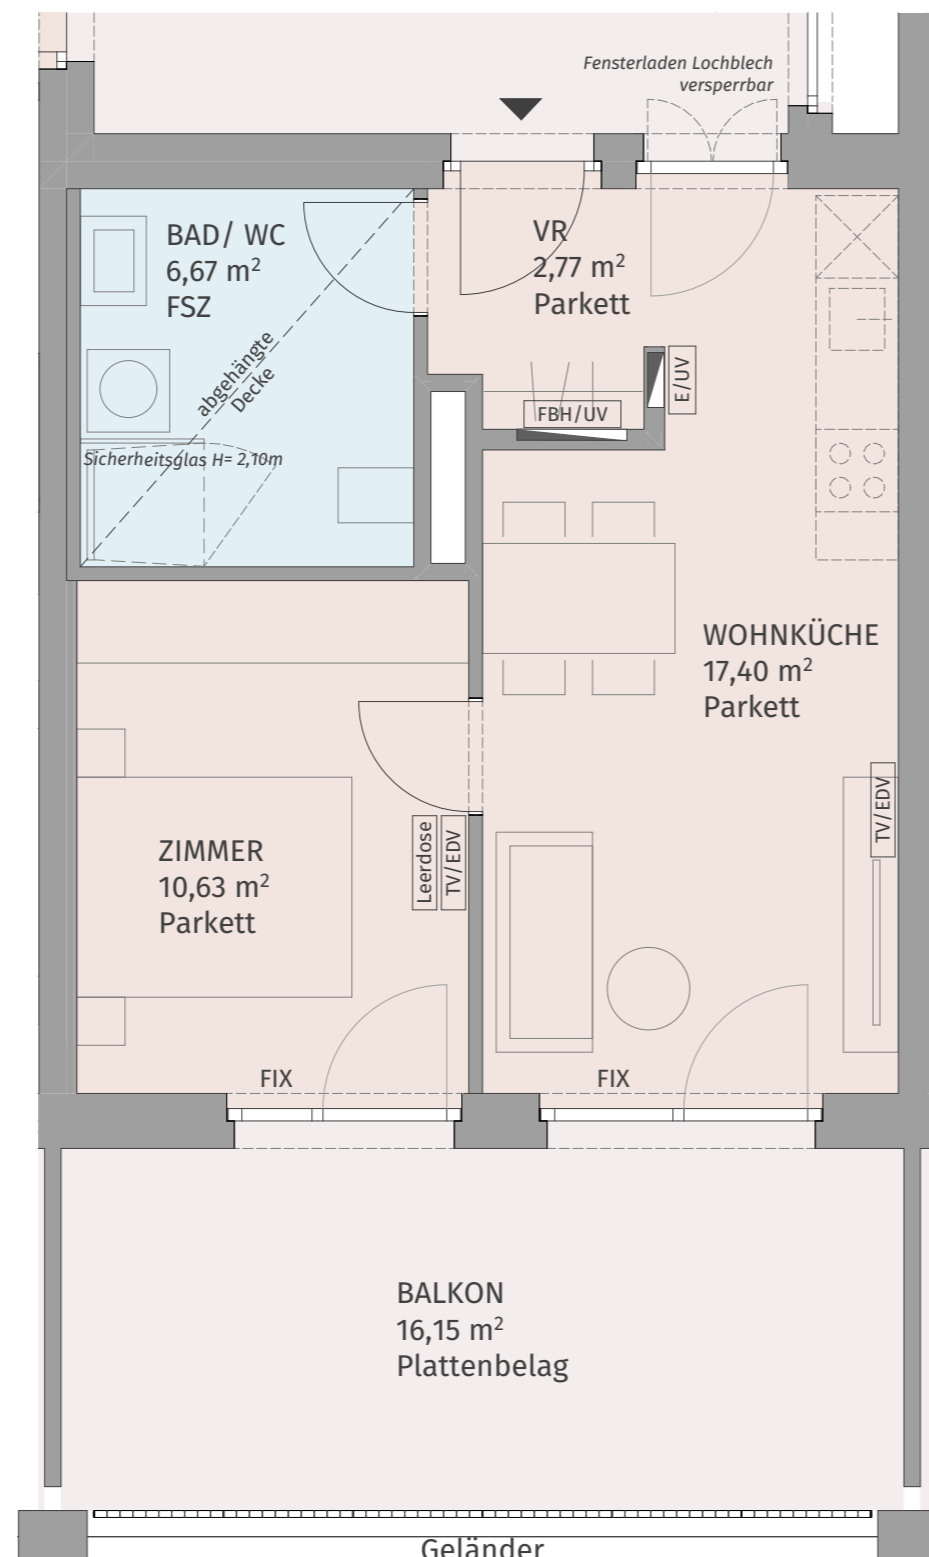 Fensterladen Lochblech
versperrbar
BAD/ WC
6,67 m²
FSZ
VR
2,77 m²
Parkett
abgehängte
Decke
E/UV
FBH/UV
Sicherheitsglas H= 2,10m
WOHNKÜCHE
17,40 m²
Parkett
TV/EDV
ZIMMER
10,63 m²
Parkett
Leerdose
TV/EDV
FIX
FIX
BALKON
16,15 m²
Plattenbelag
Geländer